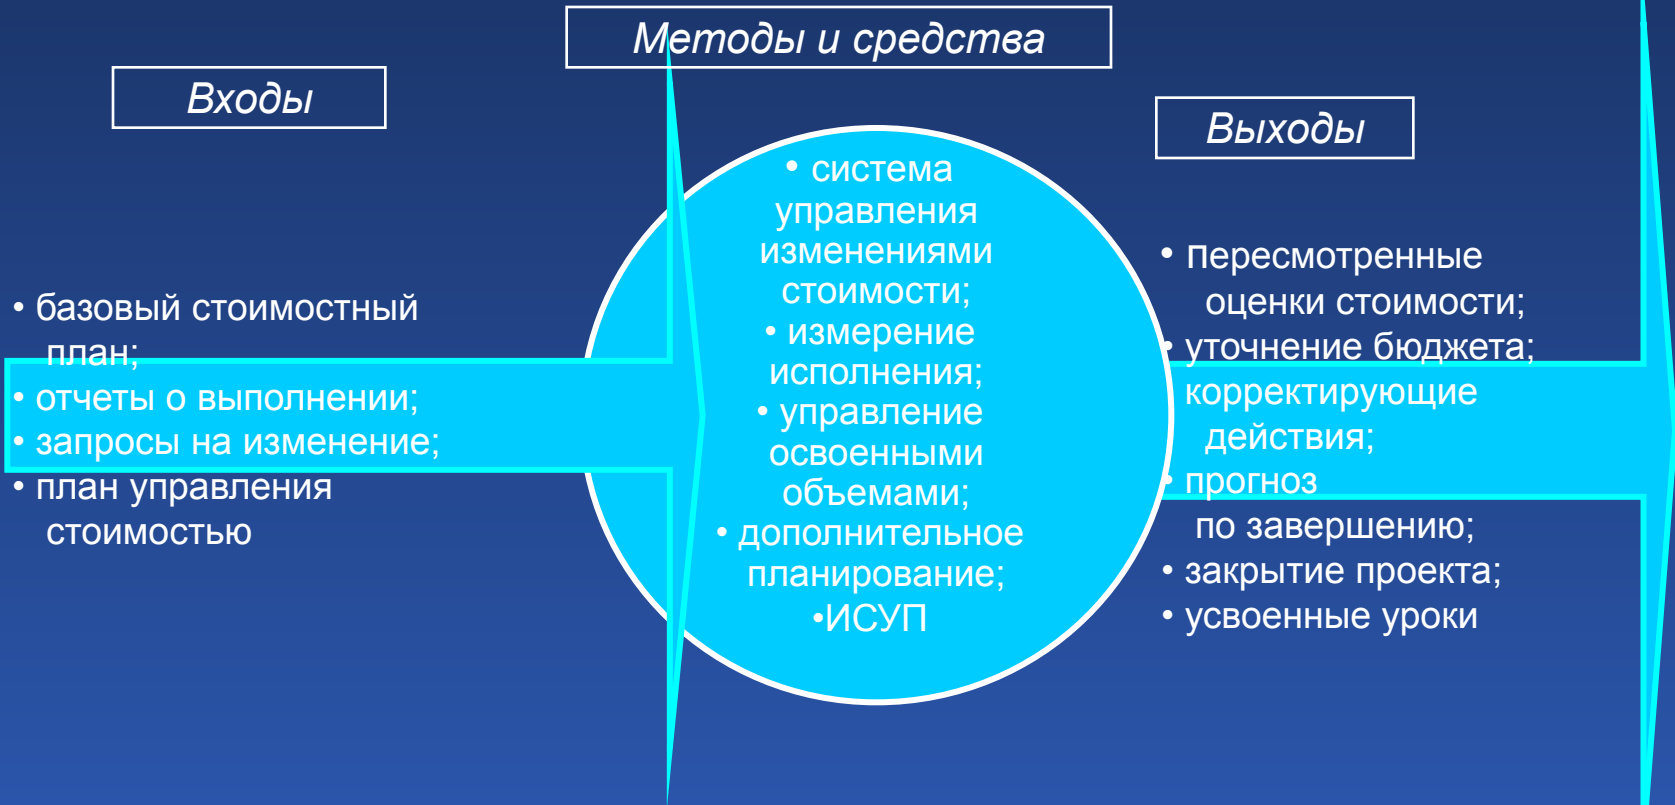 Методы и средства
Входы
• базовый стоимостный
план;
• отчеты о выполнении;
• запросы на изменение;
• план управления
стоимостью
• система
управления
изменениями
стоимости;
• измерение
исполнения;
• управление
освоенными
объемами;
• дополнительное
планирование;
•ИСУП
Выходы
• пересмотренные
оценки стоимости;
• уточнение бюджета;
корректирующие
действия;
• прогноз
по завершению;
• закрытие проекта;
• усвоенные уроки